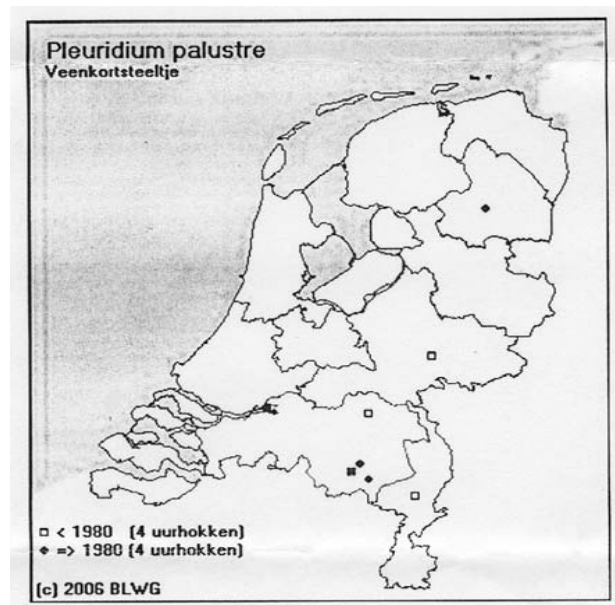 Pleuridium palustre
Veenkortsteeltje
□ < 1980 (4 uurhokken)
◆ => 1980 (4 uurhokken)
(c) 2006 BLWG